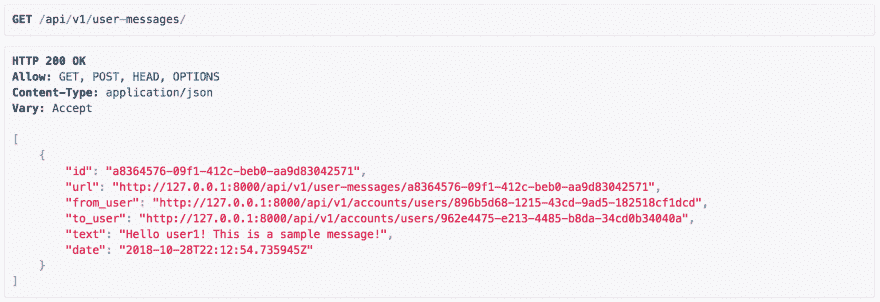 GET /api/v1/user-messages/
HTTP 200 OK
Allow: GET, POST, HEAD, OPTIONS
Content-Type: application/json
Vary: Accept
[
{
"id": "a8364576-09f1-412c-beb0-aa9d83042571",
"url": "http://127.0.0.1:8000/api/v1/user-messages/a8364576-09f1-412c-beb0-aa9d83042571",
"from_user": "http://127.0.0.1:8000/api/v1/accounts/users/896b5d68-1215-43cd-9ad5-182518cf1dcd",
"to_user": "http://127.0.0.1:8000/api/v1/accounts/users/962e4475-e213-4485-b8da-34cd0b34040a",
"text": "Hello user1! This is a sample message!",
"date": "2018-10-28T22:12:54.735945Z"
}
]